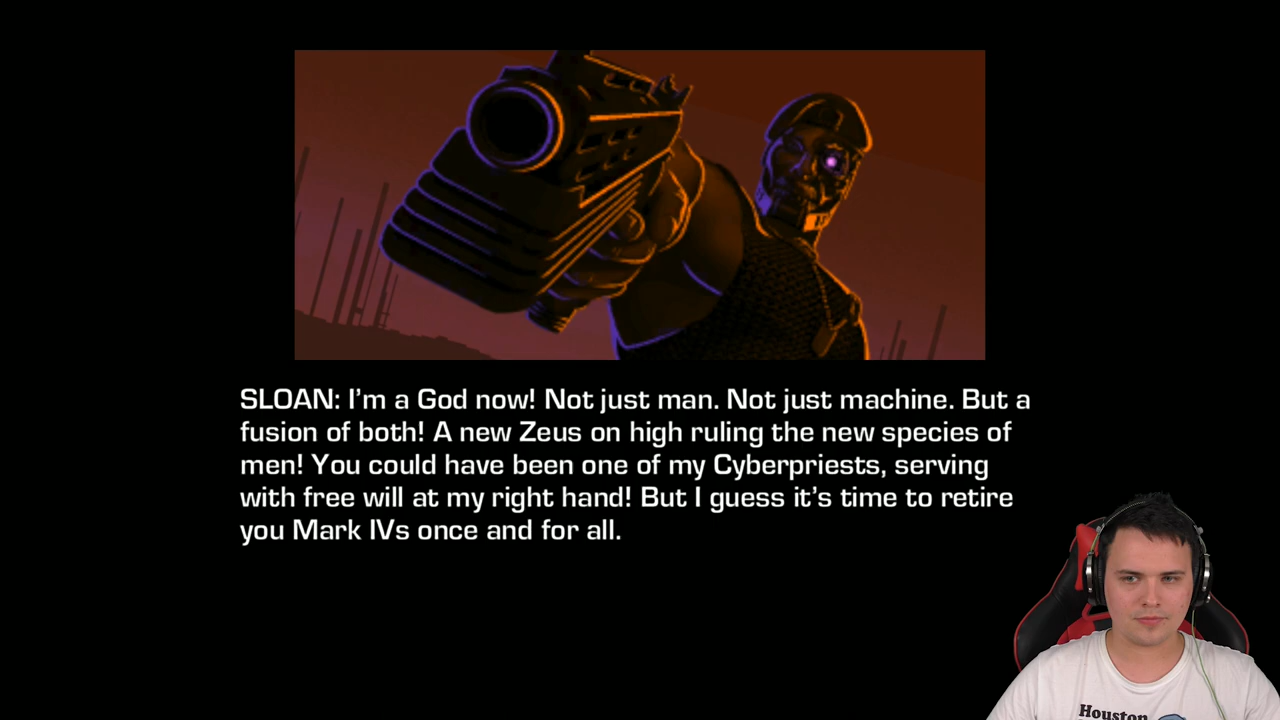 SLOAN: I'm a God now! Not just man. Not just machine. But a
fusion of both! A new Zeus on high ruling the new species of
men! You could have been one of my Cyberpriests, serving
with free will at my right hand! But I guess it's time to retire
you Mark IVs once and for all.
Houston